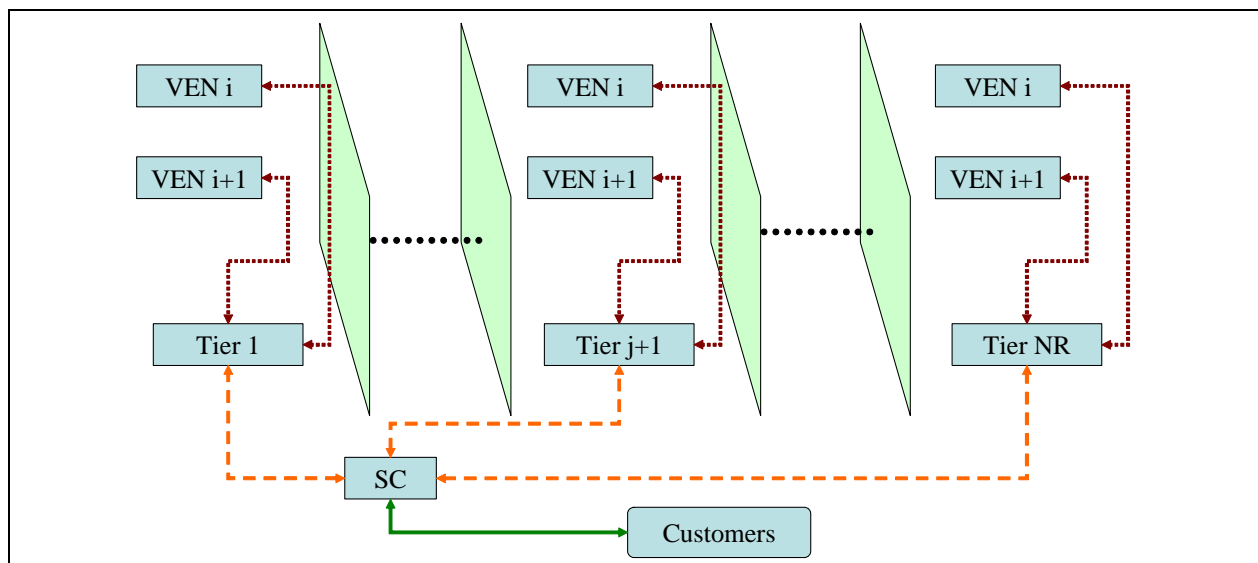 VEN i
VEN i
VEN i
VEN i+1
VEN i+1
VEN i+1
Tier 1
Tier j+1
Tier NR
SC
Customers